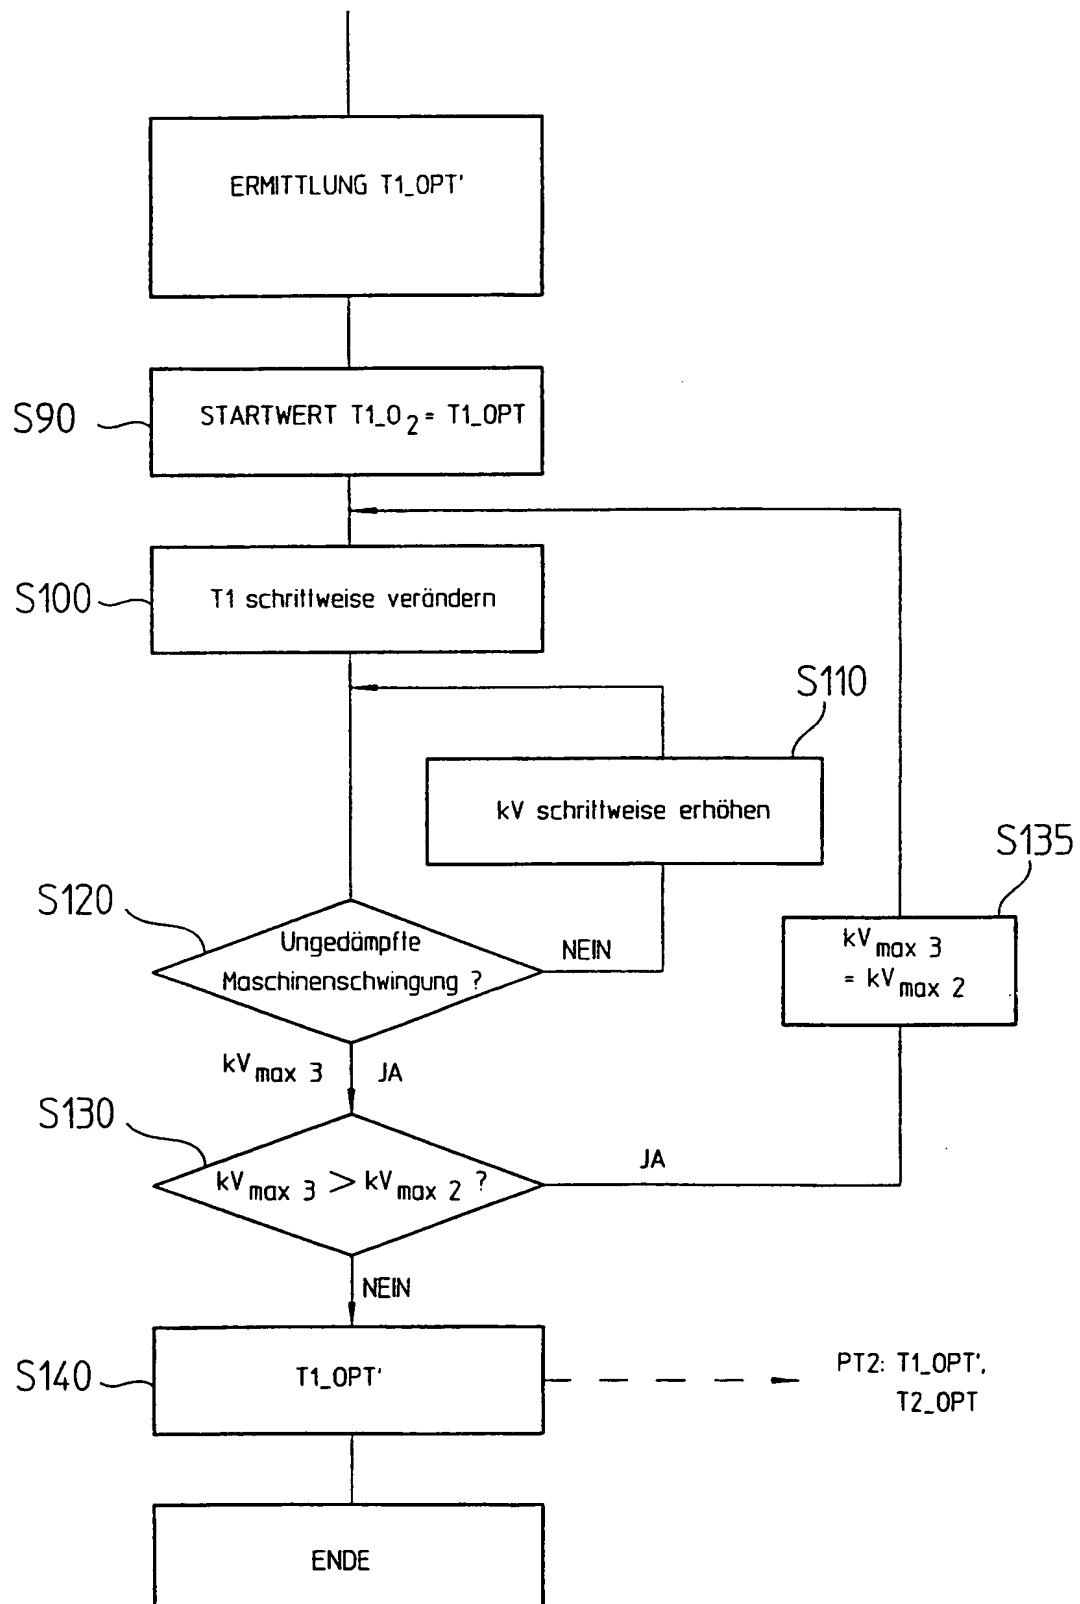 ERMITTLUNG T1_OPT'
S90
STARTWERT T1_O2 = T1_OPT
S100
T1 schrittweise verändern
S110
kV schrittweise erhöhen
S135
kVmax 3
= kVmax 2
S120
Ungedämpfte
Maschinenschwingung ?
NEIN
kVmax 3 JA
S130
kVmax 3 > kVmax 2 ?
JA
NEIN
S140
T1_OPT'
PT2: T1_OPT',
T2_OPT
ENDE